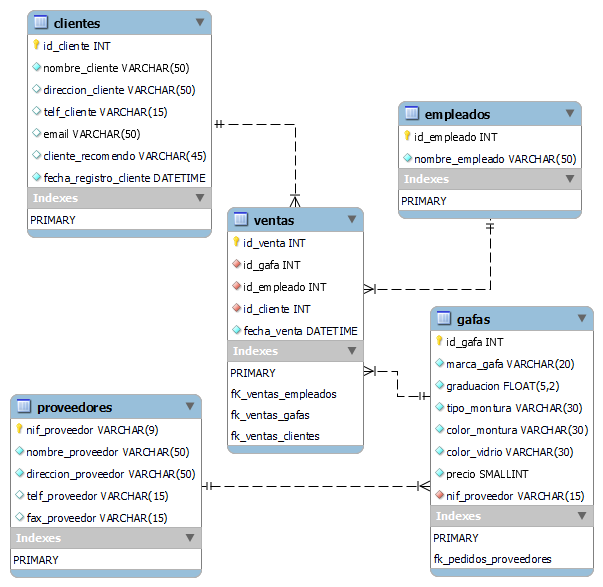 clientes
id_cliente INT
nombre_cliente VARCHAR(50)
direccion_cliente VARCHAR(50)
telf_cliente VARCHAR(15)
email VARCHAR(50)
cliente_recomendo VARCHAR(45)
fecha_registro_cliente DATETIME
Indexes
PRIMARY
empleados
id_empleado INT
nombre_empleado VARCHAR(50)
Indexes
PRIMARY
ventas
id_venta INT
id_gafa INT
id_empleado INT
id_cliente INT
fecha_venta DATETIME
Indexes
PRIMARY
fK_ventas_empleados
fk_ventas_gafas
fk_ventas_clientes
gafas
id_gafa INT
marca_gafa VARCHAR(20)
graduacion FLOAT(5,2)
tipo_montura VARCHAR(30)
color_montura VARCHAR(30)
color_vidrio VARCHAR(30)
precio SMALLINT
nif_proveedor VARCHAR(15)
Indexes
PRIMARY
fk_pedidos_proveedores
proveedores
nif_proveedor VARCHAR(9)
nombre_proveedor VARCHAR(50)
direccion_proveedor VARCHAR(50)
telf_proveedor VARCHAR(15)
fax_proveedor VARCHAR(15)
Indexes
PRIMARY